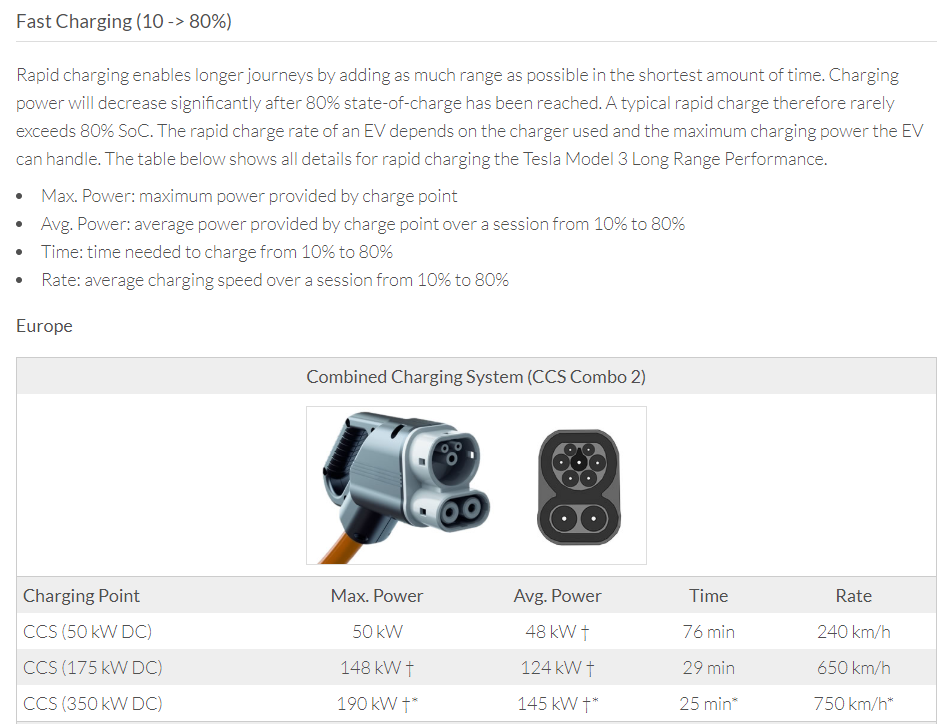 Fast Charging (10 -> 80%)
Rapid charging enables longer journeys by adding as much range as possible in the shortest amount of time. Charging
power will decrease significantly after 80% state-of-charge has been reached. A typical rapid charge therefore rarely
exceeds 80% SoC. The rapid charge rate of an EV depends on the charger used and the maximum charging power the EV
can handle. The table below shows all details for rapid charging the Tesla Model 3 Long Range Performance.
• Max. Power: maximum power provided by charge point
• Avg. Power: average power provided by charge point over a session from 10% to 80%
• Time: time needed to charge from 10% to 80%
• Rate: average charging speed over a session from 10% to 80%
Europe
Combined Charging System (CCS Combo 2)
Charging Point Max. Power Avg. Power Time Rate
CCS (50 kW DC) 50 kW 48 kW † 76 min 240 km/h
CCS (175 kW DC) 148 kW † 124 kW † 29 min 650 km/h
CCS (350 kW DC) 190 kW †* 145 kW †* 25 min* 750 km/h*